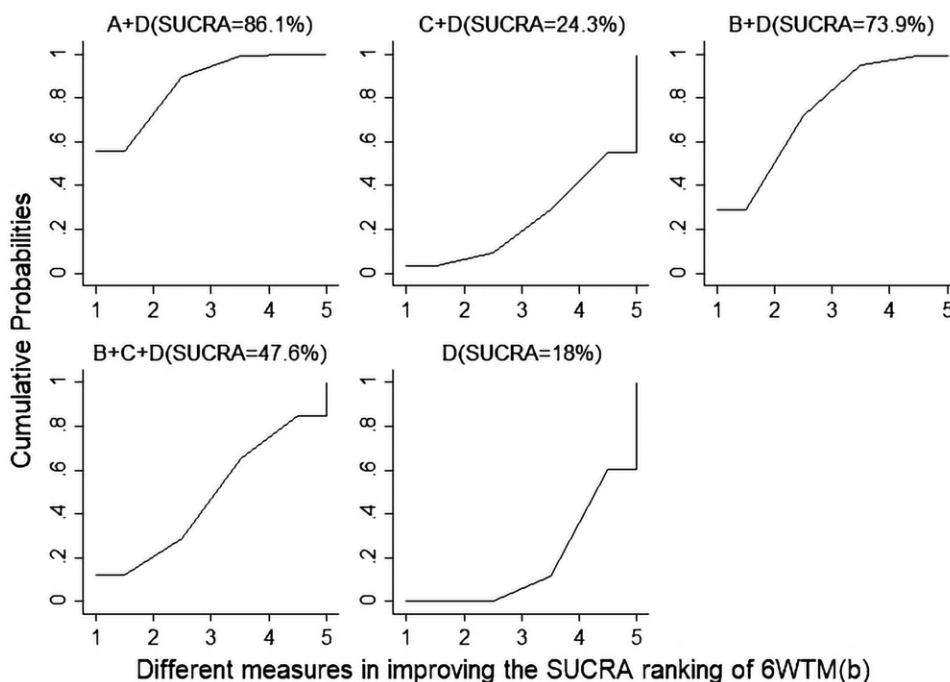 A+D(SUCRA=86.1%)
C+D(SUCRA=24.3%)
B+D(SUCRA=73.9%)
0 .2 .4 .6 .8 1
1 2 3 4 5
0 .2 .4 .6 .8 1
1 2 3 4 5
0 .2 .4 .6 .8 1
1 2 3 4 5
Cumulative Probabilities
B+C+D(SUCRA=47.6%)
D(SUCRA=18%)
0 .2 .4 .6 .8 1
1 2 3 4 5
0 .2 .4 .6 .8 1
1 2 3 4 5
Different measures in improving the SUCRA ranking of 6WTM(b)